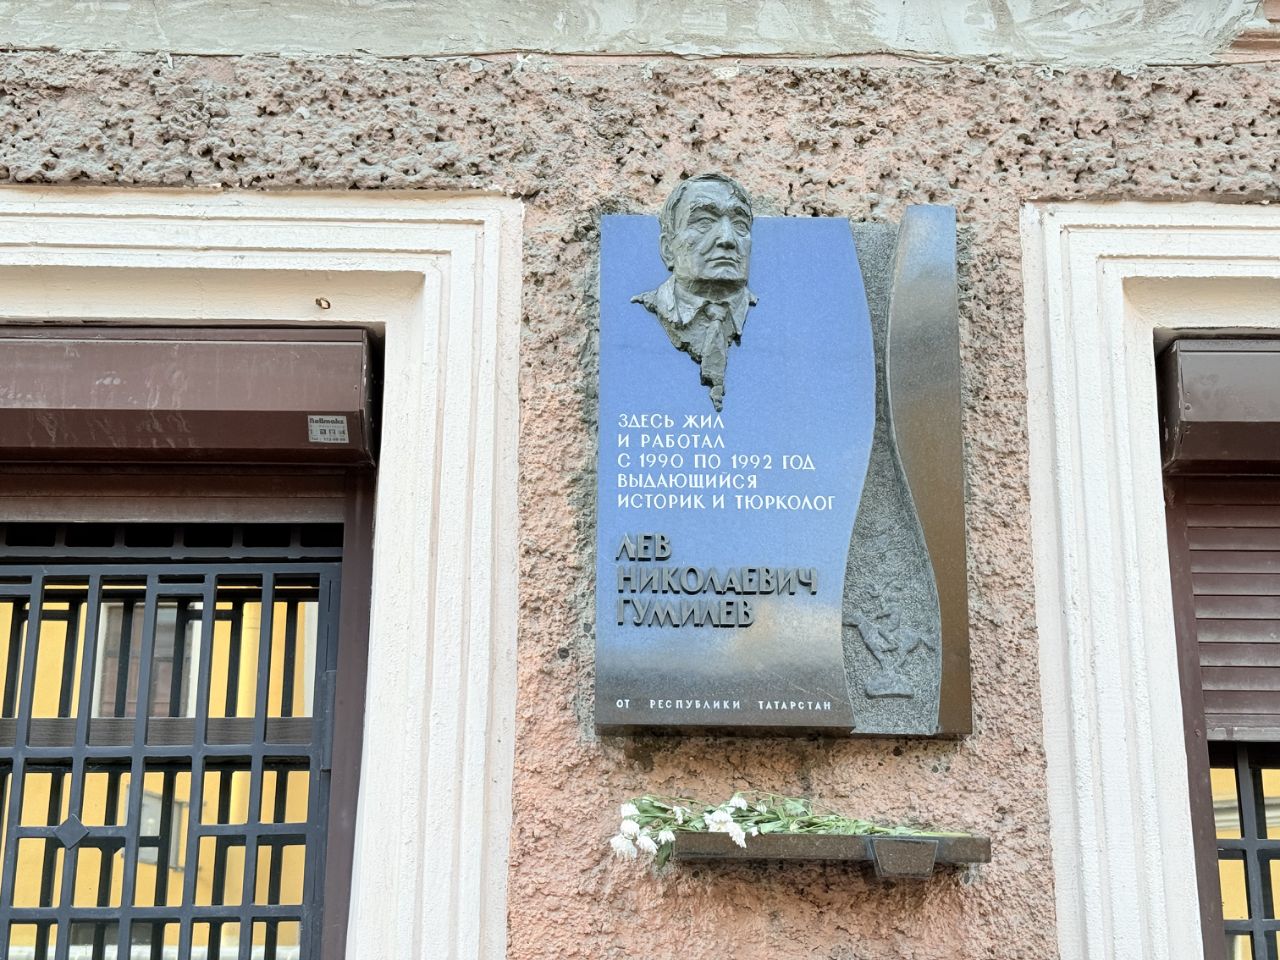 ЗДЕСЬ ЖИЛ
И РАБОТАЛ
С 1990 ПО 1992 ГОД
ВЫДАЮЩИЙСЯ
ИСТОРИК И ТЮРКОЛОГ
ЛЕВ
НИКОЛАЕВИЧ
ГУМИЛЕВ
ОТ РЕСПУБЛИКИ ТАТАРСТАН